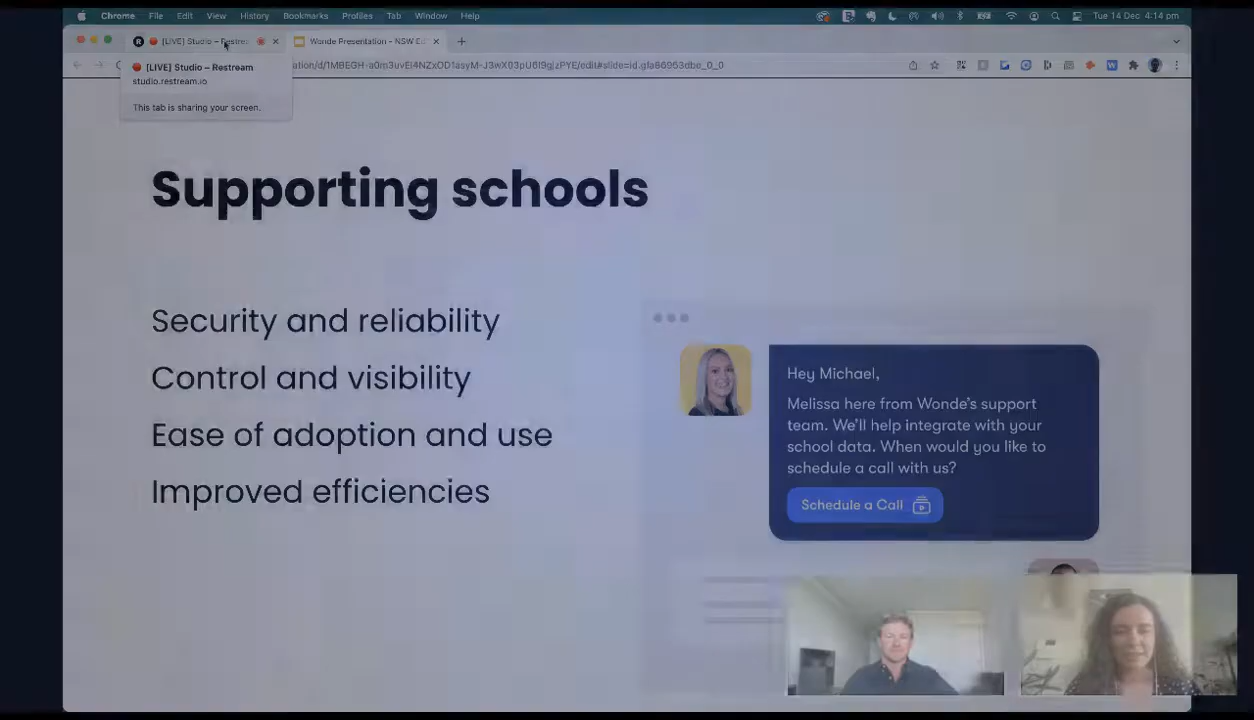 Chrome File Edit View History Bookmarks Profiles Tab Window Help
Tue 14 Dec 4:14 pm
[LIVE] Studio – Restre
Wonde Presentation – NSW Ed
[LIVE] Studio – Restream
studio.restream.io
This tab is sharing your screen.
Supporting schools
Security and reliability
Control and visibility
Ease of adoption and use
Improved efficiencies
Hey Michael,
Melissa here from Wonde's support
team. We'll help integrate with your
school data. When would you like to
schedule a call with us?
Schedule a Call